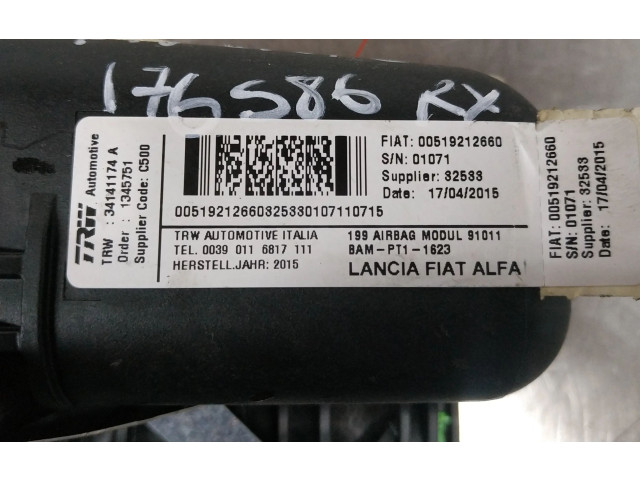 176586 RX
TRW Automotive
TRW : 34141174 A
Order : 1345751
Supplier Code: C500
FIAT: 00519212660
S/N: 01071
Supplier: 32533
Date: 17/04/2015
00519212660325330107110715
TRW AUTOMOTIVE ITALIA
TEL. 0039 011 6817 111
HERSTELL.JAHR: 2015
199 AIRBAG MODUL 91011
BAM-PT1-1623
LANCIA FIAT ALFA
FIAT: 00519212660
S/N: 01071
Supplier: 32533
Date: 17/04/2015